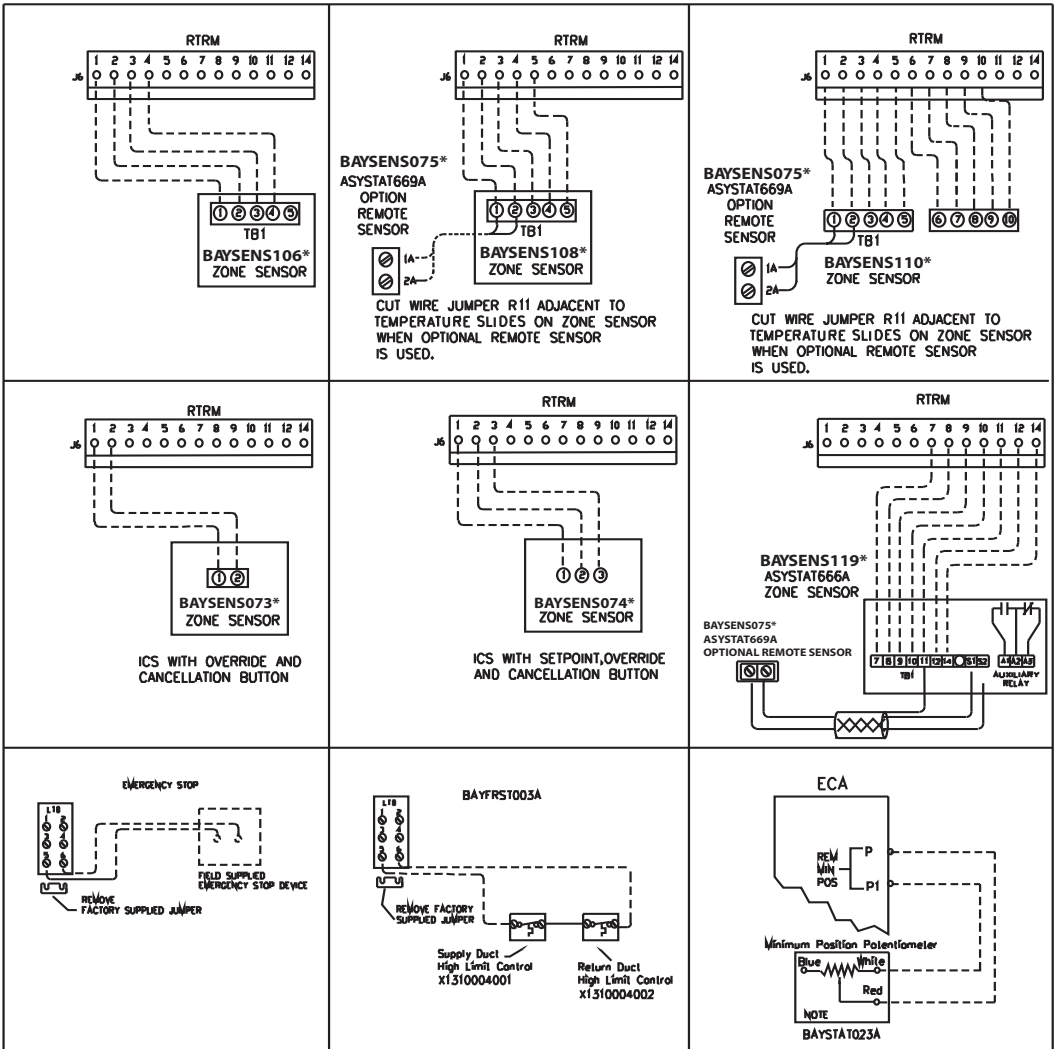 RTRM
J6
1 2 3 4 5 6 7 8 9 10 11 12 14
1 2 3 4 5
TB1
BAYSENS106*
ZONE SENSOR
RTRM
J6
1 2 3 4 5 6 7 8 9 10 11 12 14
BAYSENS075*
ASYSTAT669A
OPTION
REMOTE
SENSOR
1 2 3 4 5
TB1
BAYSENS108*
ZONE SENSOR
1A
2A
CUT WIRE JUMPER R11 ADJACENT TO
TEMPERATURE SLIDES ON ZONE SENSOR
WHEN OPTIONAL REMOTE SENSOR
IS USED.
RTRM
J6
1 2 3 4 5 6 7 8 9 10 11 12 14
BAYSENS075*
ASYSTAT669A
OPTION
REMOTE
SENSOR
1 2 3 4 5
6 7 8 9 10
TB1
BAYSENS110*
ZONE SENSOR
1A
2A
CUT WIRE JUMPER R11 ADJACENT TO
TEMPERATURE SLIDES ON ZONE SENSOR
WHEN OPTIONAL REMOTE SENSOR
IS USED.
RTRM
J6
1 2 3 4 5 6 7 8 9 10 11 12 14
1 2
BAYSENS073*
ZONE SENSOR
ICS WITH OVERRIDE AND
CANCELLATION BUTTON
RTRM
J6
1 2 3 4 5 6 7 8 9 10 11 12 14
1 2 3
BAYSENS074*
ZONE SENSOR
ICS WITH SETPOINT,OVERRIDE
AND CANCELLATION BUTTON
RTRM
J6
1 2 3 4 5 6 7 8 9 10 11 12 14
BAYSENS119*
ASYSTAT666A
ZONE SENSOR
BAYSENS075*
ASYSTAT669A
OPTIONAL REMOTE SENSOR
7 8 9 10 11 12 14 S1 S2
TB1
A1 A2 A3
AUXILIARY
RELAY
EMERGENCY STOP
LTB
1 2
3 4
5 6
FIELD SUPPLIED
EMERGENCY STOP DEVICE
REMOVE
FACTORY SUPPLIED JUMPER
BAYFRST003A
LTB
1 2
3 4
5 6
REMOVE FACTORY
SUPPLIED JUMPER
Supply Duct
High Limit Control
X1310004001
Return Duct
High Limit Control
X1310004002
ECA
REM
MIN
POS
P
P1
Minimum Position Potentiometer
Blue
White
Red
NOTE
BAYSTAT023A